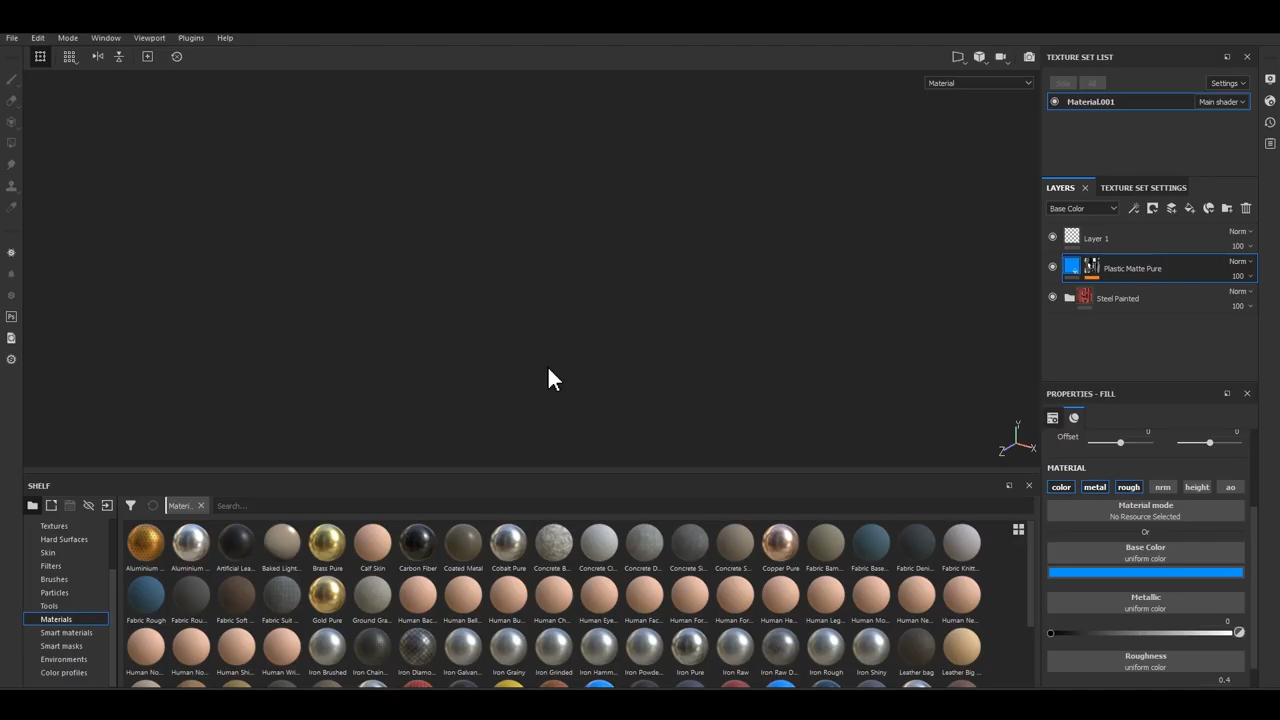 File Edit Mode Window Viewport Plugins Help
Material
TEXTURE SET LIST
Settings
Material.001 Main shader
LAYERS TEXTURE SET SETTINGS
Base Color
Layer 1 Norm 100
Plastic Matte Pure Norm 100
Steel Painted Norm 100
PROPERTIES - FILL
0 0
Offset
MATERIAL
color metal rough nrm height ao
Material mode
No Resource Selected
Or
Base Color
uniform color
Metallic
uniform color
0
Roughness
uniform color
0.4
Y
Z X
Ps
SHELF
Materi... Search...
Textures
Hard Surfaces
Skin
Filters
Brushes
Particles
Tools
Materials
Smart materials
Smart masks
Environments
Color profiles
Aluminium ... Aluminium ... Artificial Lea... Baked Light... Brass Pure Calf Skin Carbon Fiber Coated Metal Cobalt Pure Concrete B... Concrete Cl... Concrete D... Concrete Si... Concrete S... Copper Pure Fabric Bam... Fabric Base... Fabric Deni... Fabric Knitt...
Fabric Rough Fabric Rou... Fabric Soft ... Fabric Suit ... Gold Pure Ground Gra... Human Bac... Human Bel... Human Bu... Human Ch... Human Eye... Human Fac... Human For... Human He... Human He... Human Leg... Human Mo... Human Ne... Human Ne...
Human No... Human No... Human Shi... Human Wri... Iron Brushed Iron Chain... Iron Diamo... Iron Galvan... Iron Grainy Iron Grinded Iron Hamm... Iron Powde... Iron Pure Iron Raw Iron Raw D... Iron Rough Iron Shiny Leather bag Leather Big ...